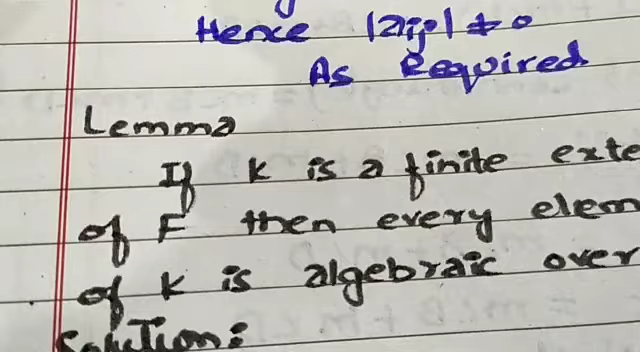 Hence |aij| ≠ 0
As Required
Lemma
If K is a finite exte
of F then every elem
of K is algebraic over
Solution: